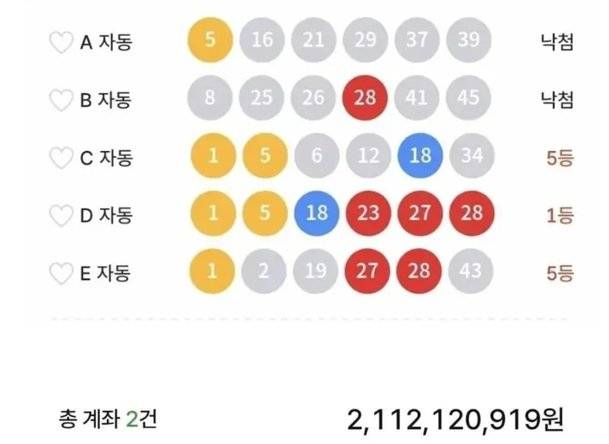 A 자동 5 16 21 29 37 39 낙첨
B 자동 8 25 26 28 41 45 낙첨
C 자동 1 5 6 12 18 34 5등
D 자동 1 5 18 23 27 28 1등
E 자동 1 2 19 27 28 43 5등
총 계좌 2건 2,112,120,919원